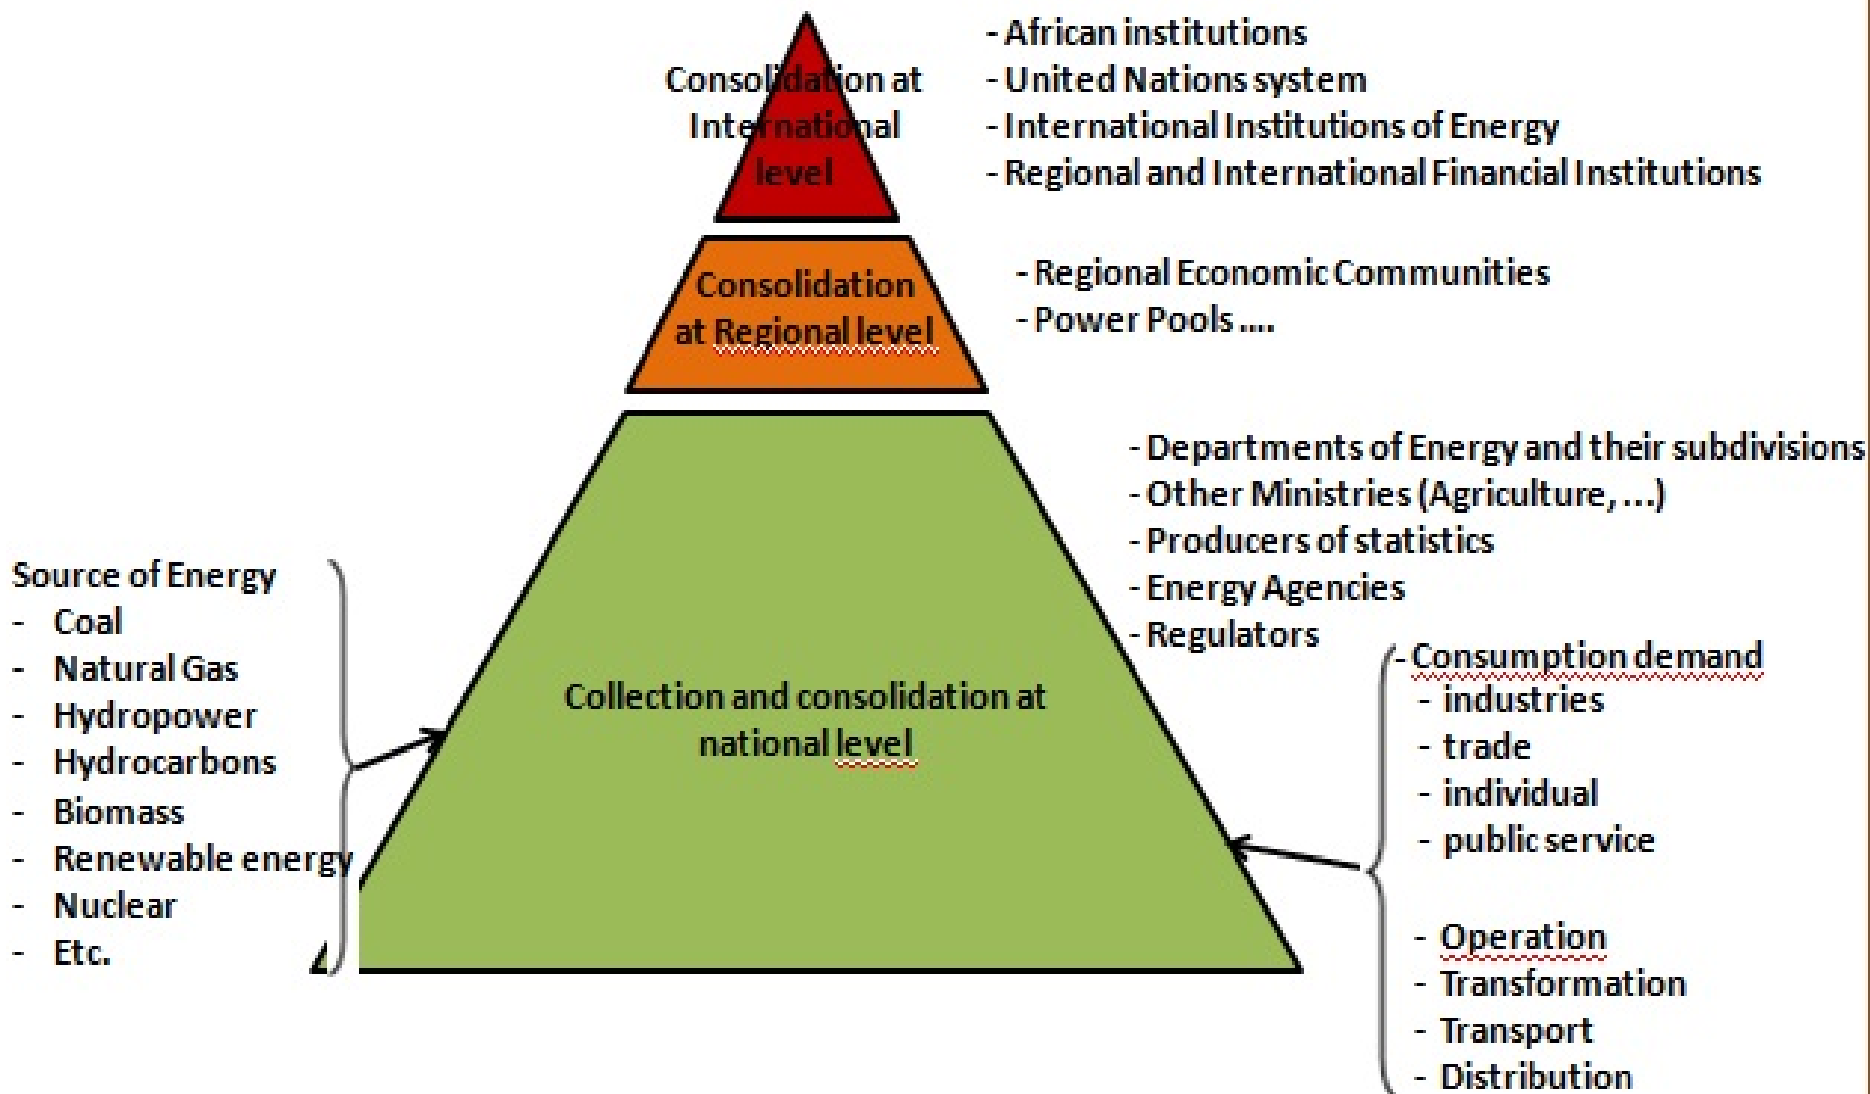 Consolidation at
International
level
- African institutions
- United Nations system
- International Institutions of Energy
- Regional and International Financial Institutions
Consolidation
at Regional level
- Regional Economic Communities
- Power Pools ....
Collection and consolidation at
national level
- Departments of Energy and their subdivisions
- Other Ministries (Agriculture, ...)
- Producers of statistics
- Energy Agencies
- Regulators
Source of Energy
- Coal
- Natural Gas
- Hydropower
- Hydrocarbons
- Biomass
- Renewable energy
- Nuclear
- Etc.
- Consumption demand
- industries
- trade
- individual
- public service
- Operation
- Transformation
- Transport
- Distribution